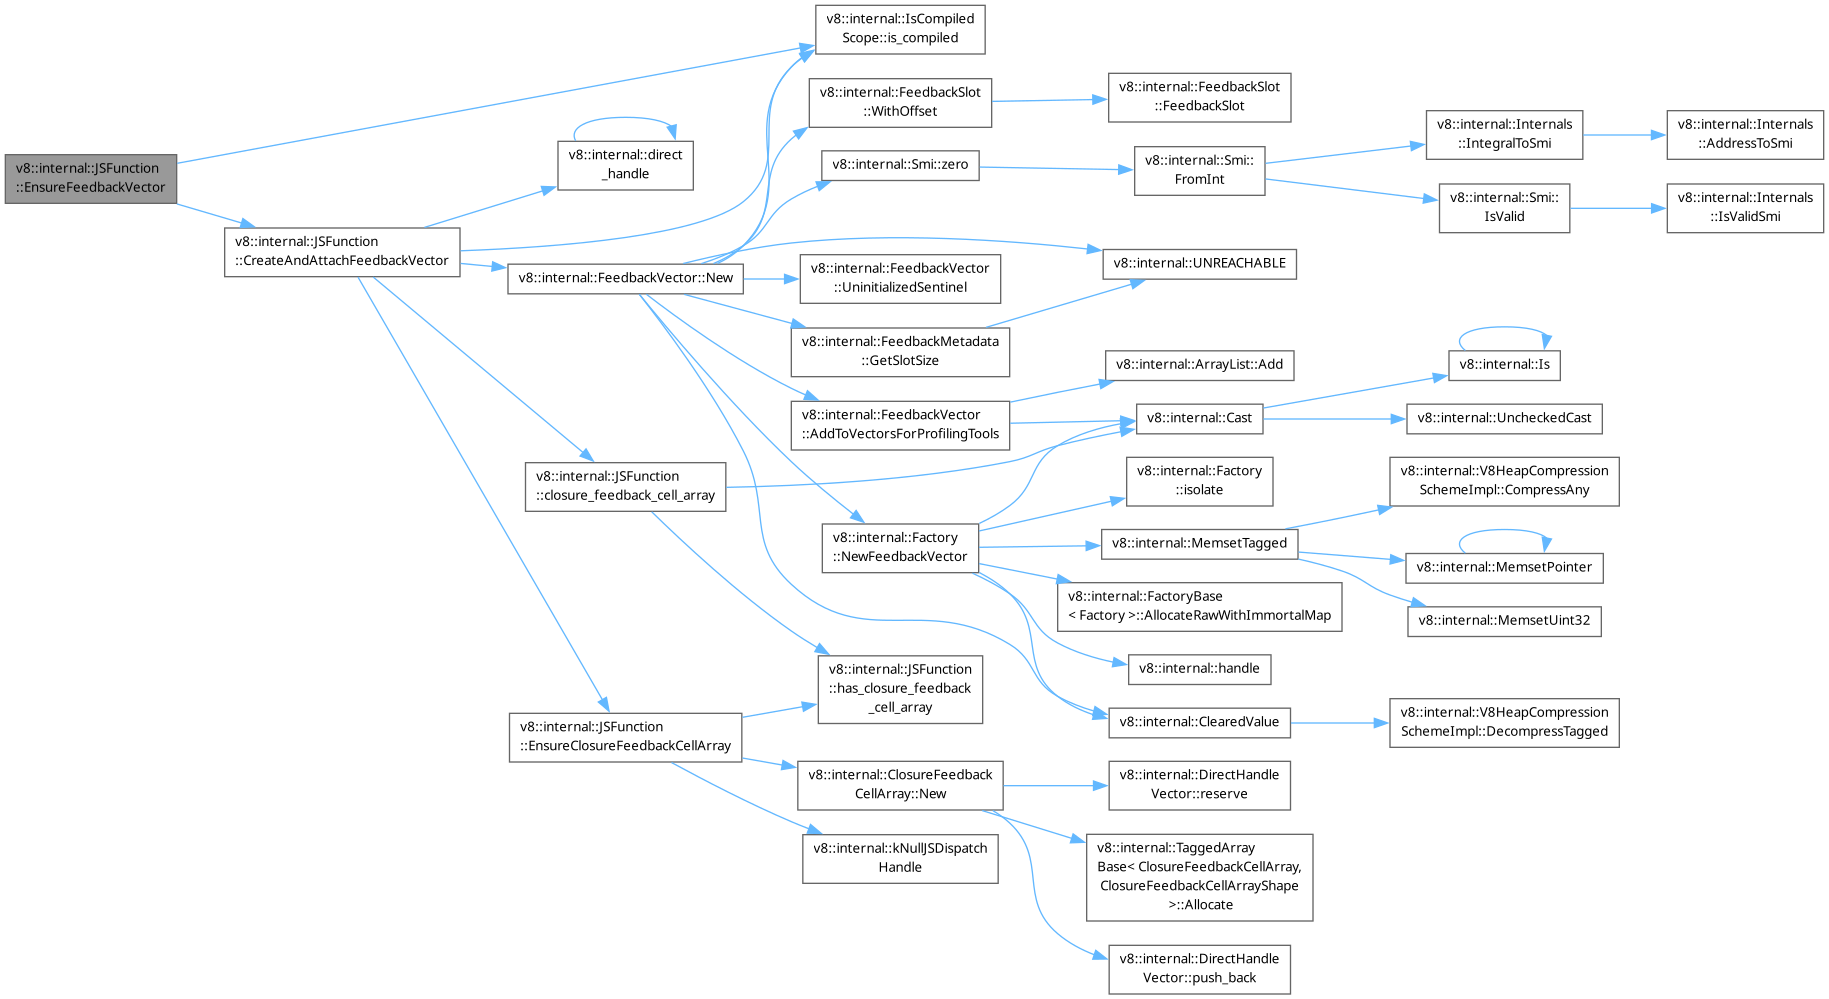 v8::internal::JSFunction
::EnsureFeedbackVector
v8::internal::IsCompiled
Scope::is_compiled
v8::internal::JSFunction
::CreateAndAttachFeedbackVector
v8::internal::direct
_handle
v8::internal::FeedbackVector::New
v8::internal::FeedbackSlot
::WithOffset
v8::internal::FeedbackSlot
::FeedbackSlot
v8::internal::Smi::zero
v8::internal::Smi::
FromInt
v8::internal::Internals
::IntegralToSmi
v8::internal::Internals
::AddressToSmi
v8::internal::Smi::
IsValid
v8::internal::Internals
::IsValidSmi
v8::internal::UNREACHABLE
v8::internal::FeedbackVector
::UninitializedSentinel
v8::internal::FeedbackMetadata
::GetSlotSize
v8::internal::FeedbackVector
::AddToVectorsForProfilingTools
v8::internal::ArrayList::Add
v8::internal::Cast
v8::internal::Is
v8::internal::UncheckedCast
v8::internal::JSFunction
::closure_feedback_cell_array
v8::internal::Factory
::NewFeedbackVector
v8::internal::Factory
::isolate
v8::internal::MemsetTagged
v8::internal::V8HeapCompression
SchemeImpl::CompressAny
v8::internal::MemsetPointer
v8::internal::MemsetUint32
v8::internal::FactoryBase
< Factory >::AllocateRawWithImmortalMap
v8::internal::handle
v8::internal::ClearedValue
v8::internal::V8HeapCompression
SchemeImpl::DecompressTagged
v8::internal::JSFunction
::has_closure_feedback
_cell_array
v8::internal::JSFunction
::EnsureClosureFeedbackCellArray
v8::internal::ClosureFeedback
CellArray::New
v8::internal::kNullJSDispatch
Handle
v8::internal::DirectHandle
Vector::reserve
v8::internal::TaggedArray
Base< ClosureFeedbackCellArray,
ClosureFeedbackCellArrayShape
>::Allocate
v8::internal::DirectHandle
Vector::push_back